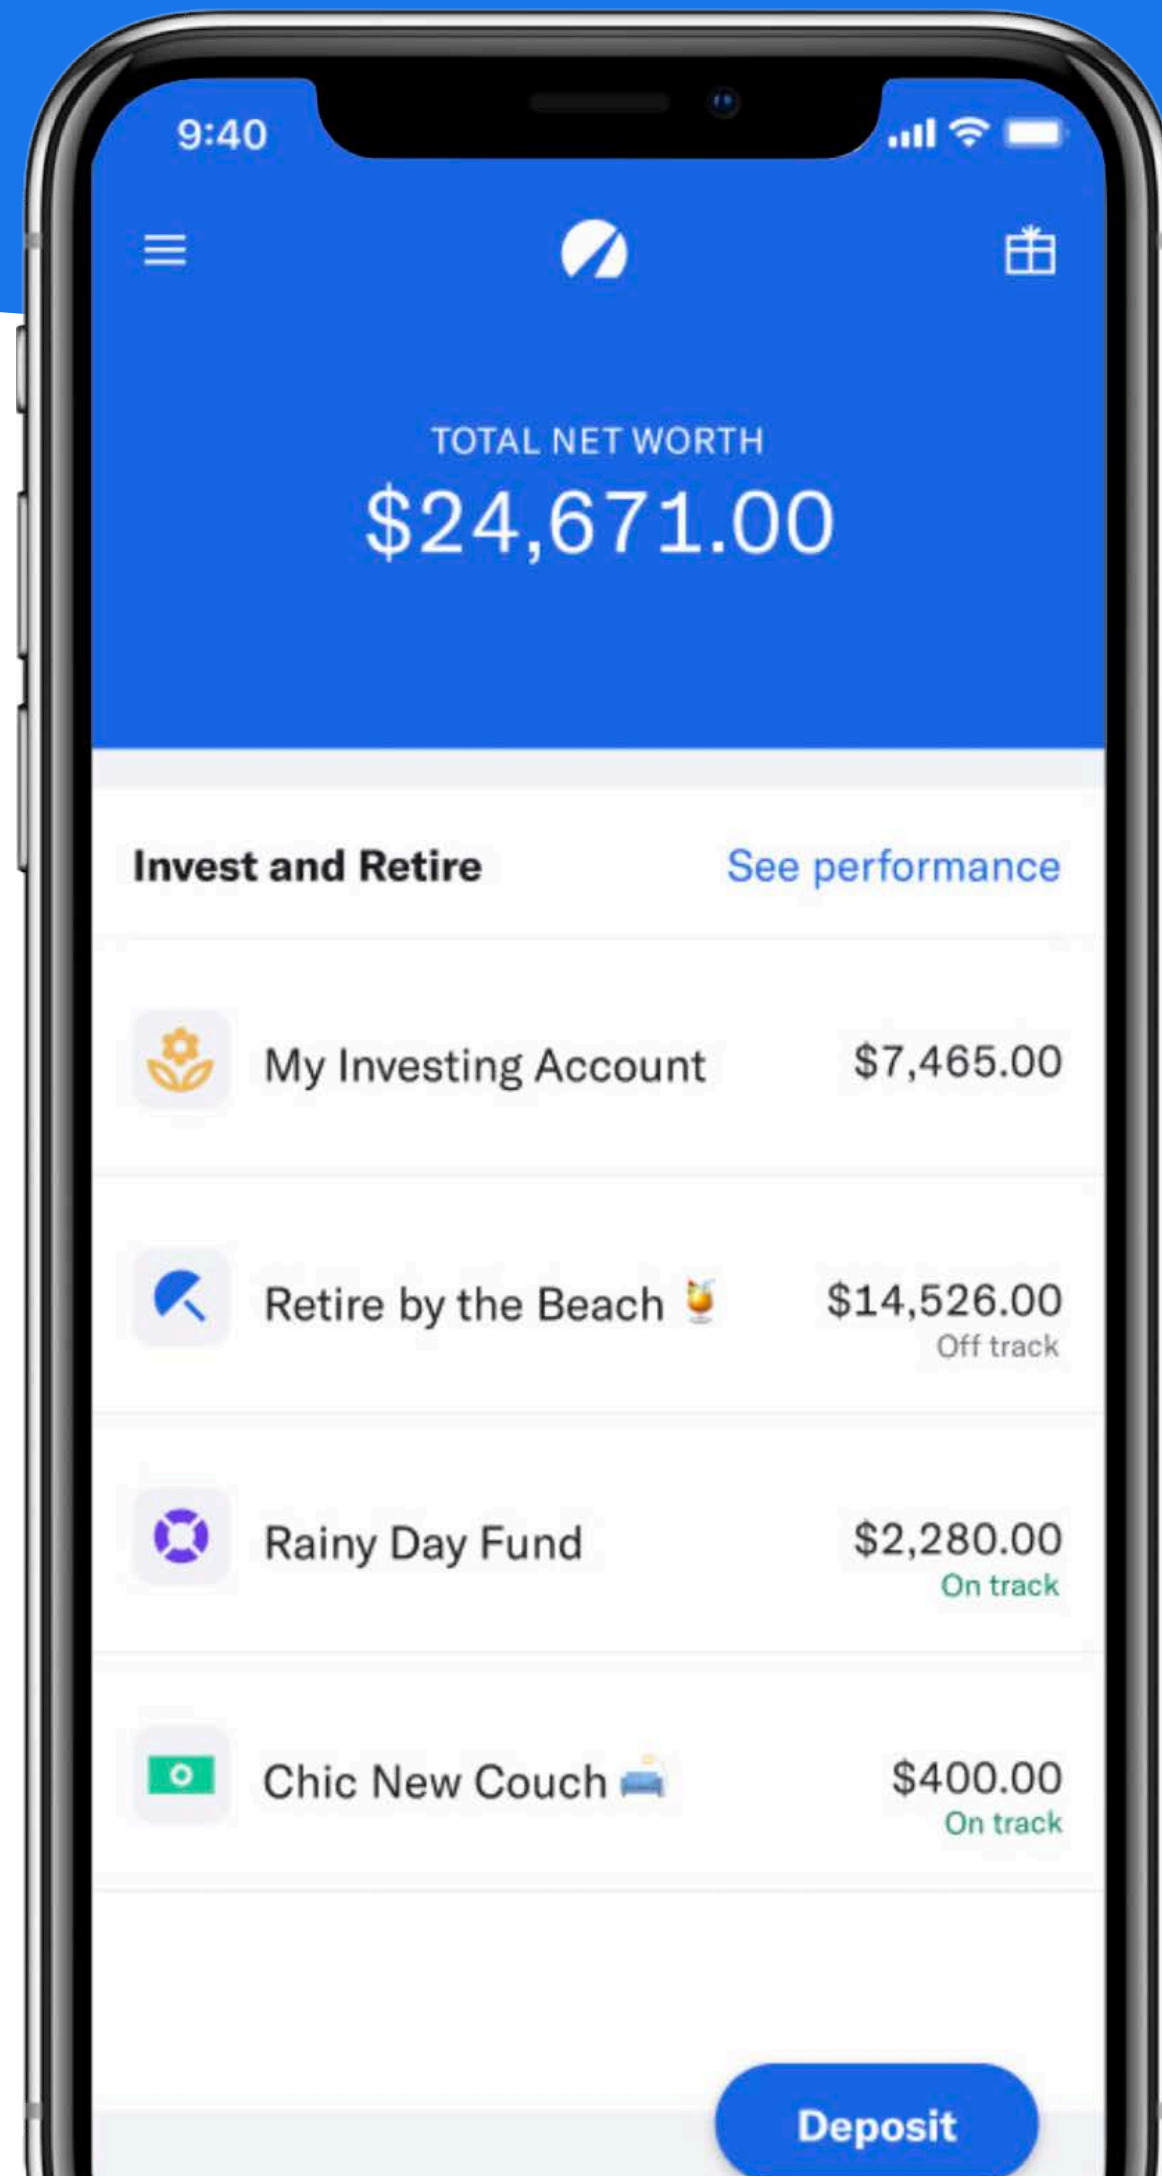 9:40
TOTAL NET WORTH
$24,671.00
Invest and Retire See performance
My Investing Account $7,465.00
Retire by the Beach 🍹 $14,526.00
Off track
Rainy Day Fund $2,280.00
On track
Chic New Couch 🛋️ $400.00
On track
Deposit